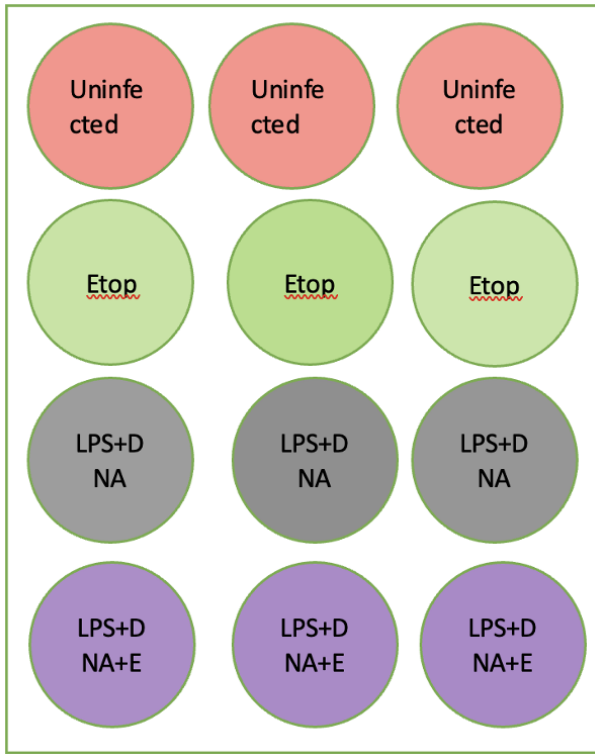 Uninfe
cted
Uninfe
cted
Uninfe
cted
Etop
Etop
Etop
LPS+D
NA
LPS+D
NA
LPS+D
NA
LPS+D
NA+E
LPS+D
NA+E
LPS+D
NA+E